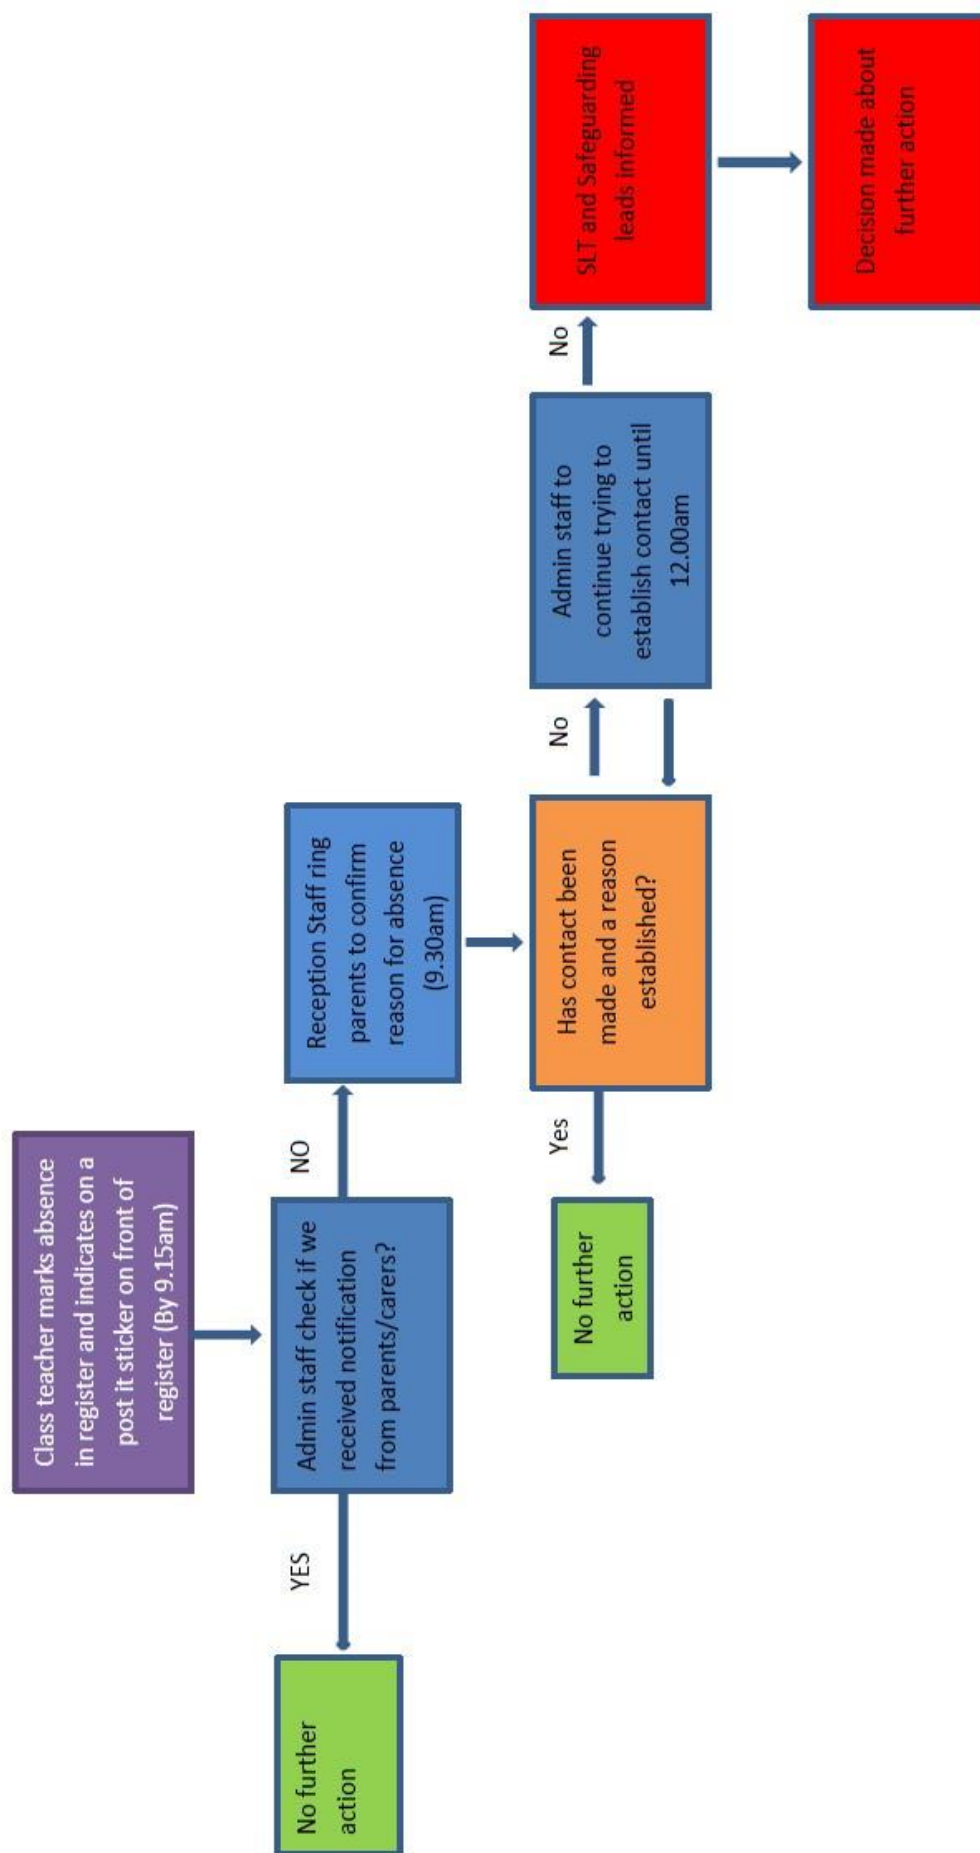 Class teacher marks absence
in register and indicates on a
post it sticker on front of
register (By 9.15am)
Admin staff check if we
received notification
from parents/carers?
YES
No further
action
NO
Reception Staff ring
parents to confirm
reason for absence
(9.30am)
Has contact been
made and a reason
established?
Yes
No further
action
No
Admin staff to
continue trying to
establish contact until
12.00am
No
SLT and Safeguarding
leads informed
Decision made about
further action